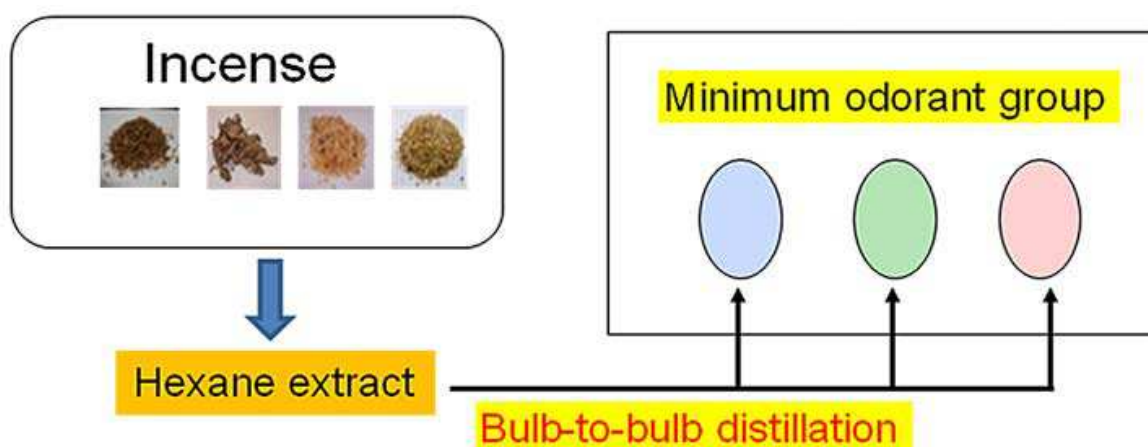 Incense
Minimum odorant group
Hexane extract
Bulb-to-bulb distillation